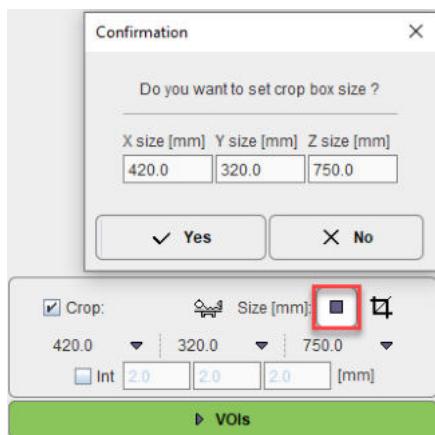 Confirmation
Do you want to set crop box size ?
X size [mm] Y size [mm] Z size [mm]
420.0 320.0 750.0
Yes No
Crop: Size [mm]:
420.0 320.0 750.0
Int 2.0 2.0 2.0 [mm]
VOIs